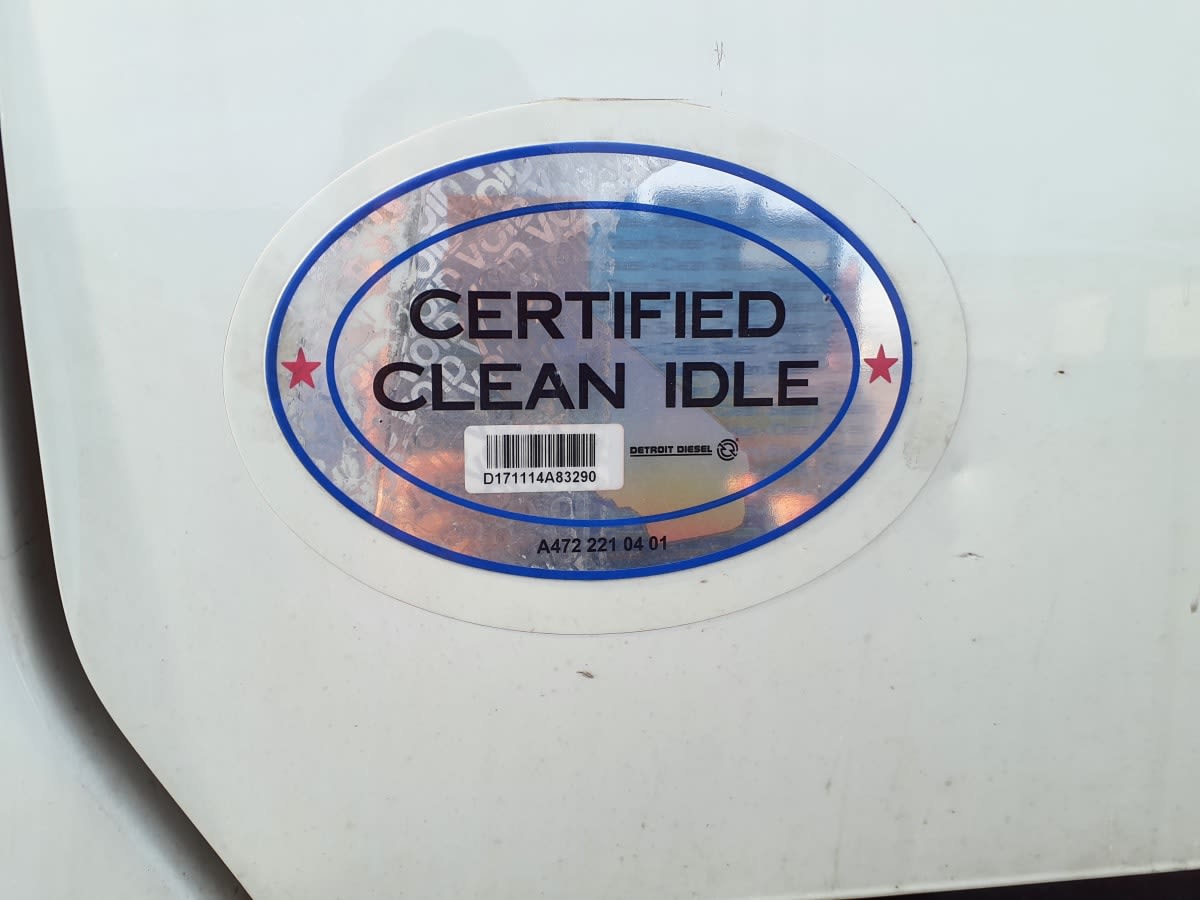 CERTIFIED
CLEAN IDLE
D171114A83290
DETROIT DIESEL
A472 221 04 01